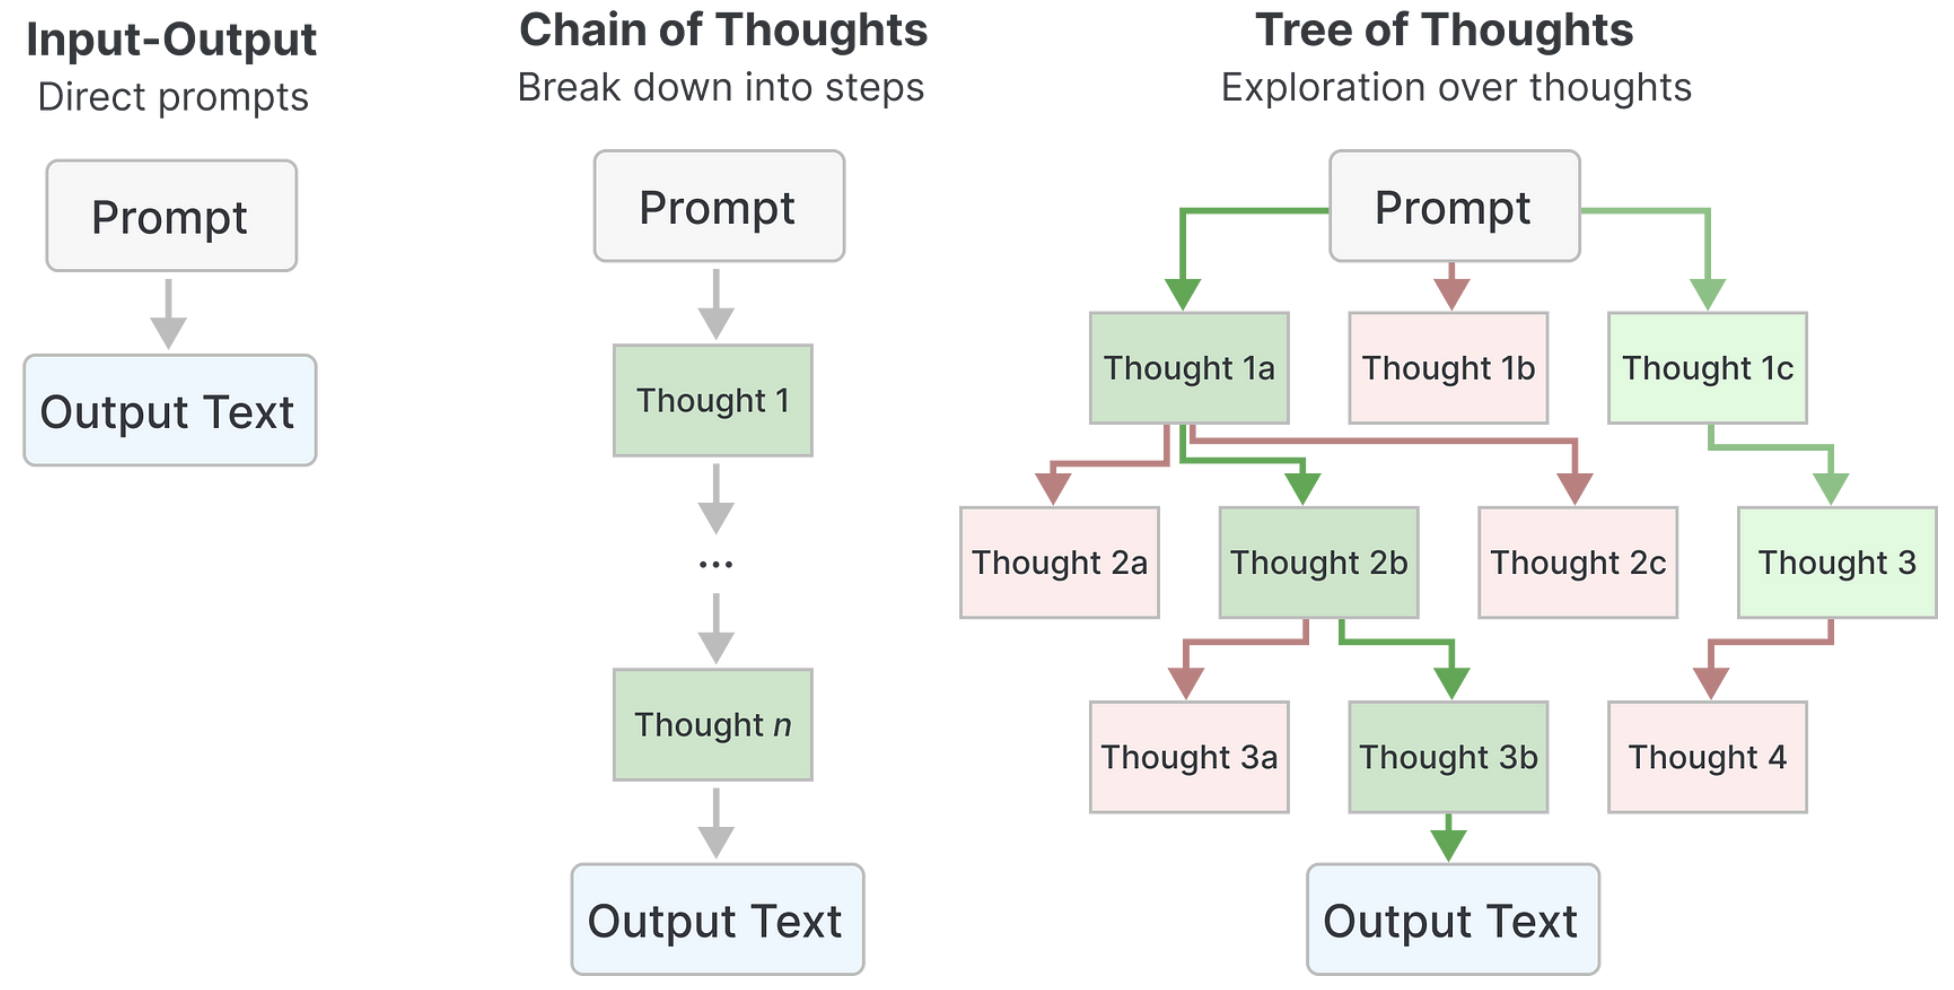 Input-Output
Direct prompts
Prompt
Output Text
Chain of Thoughts
Break down into steps
Prompt
Thought 1
...
Thought n
Output Text
Tree of Thoughts
Exploration over thoughts
Prompt
Thought 1a
Thought 1b
Thought 1c
Thought 2a
Thought 2b
Thought 2c
Thought 3
Thought 3a
Thought 3b
Thought 4
Output Text